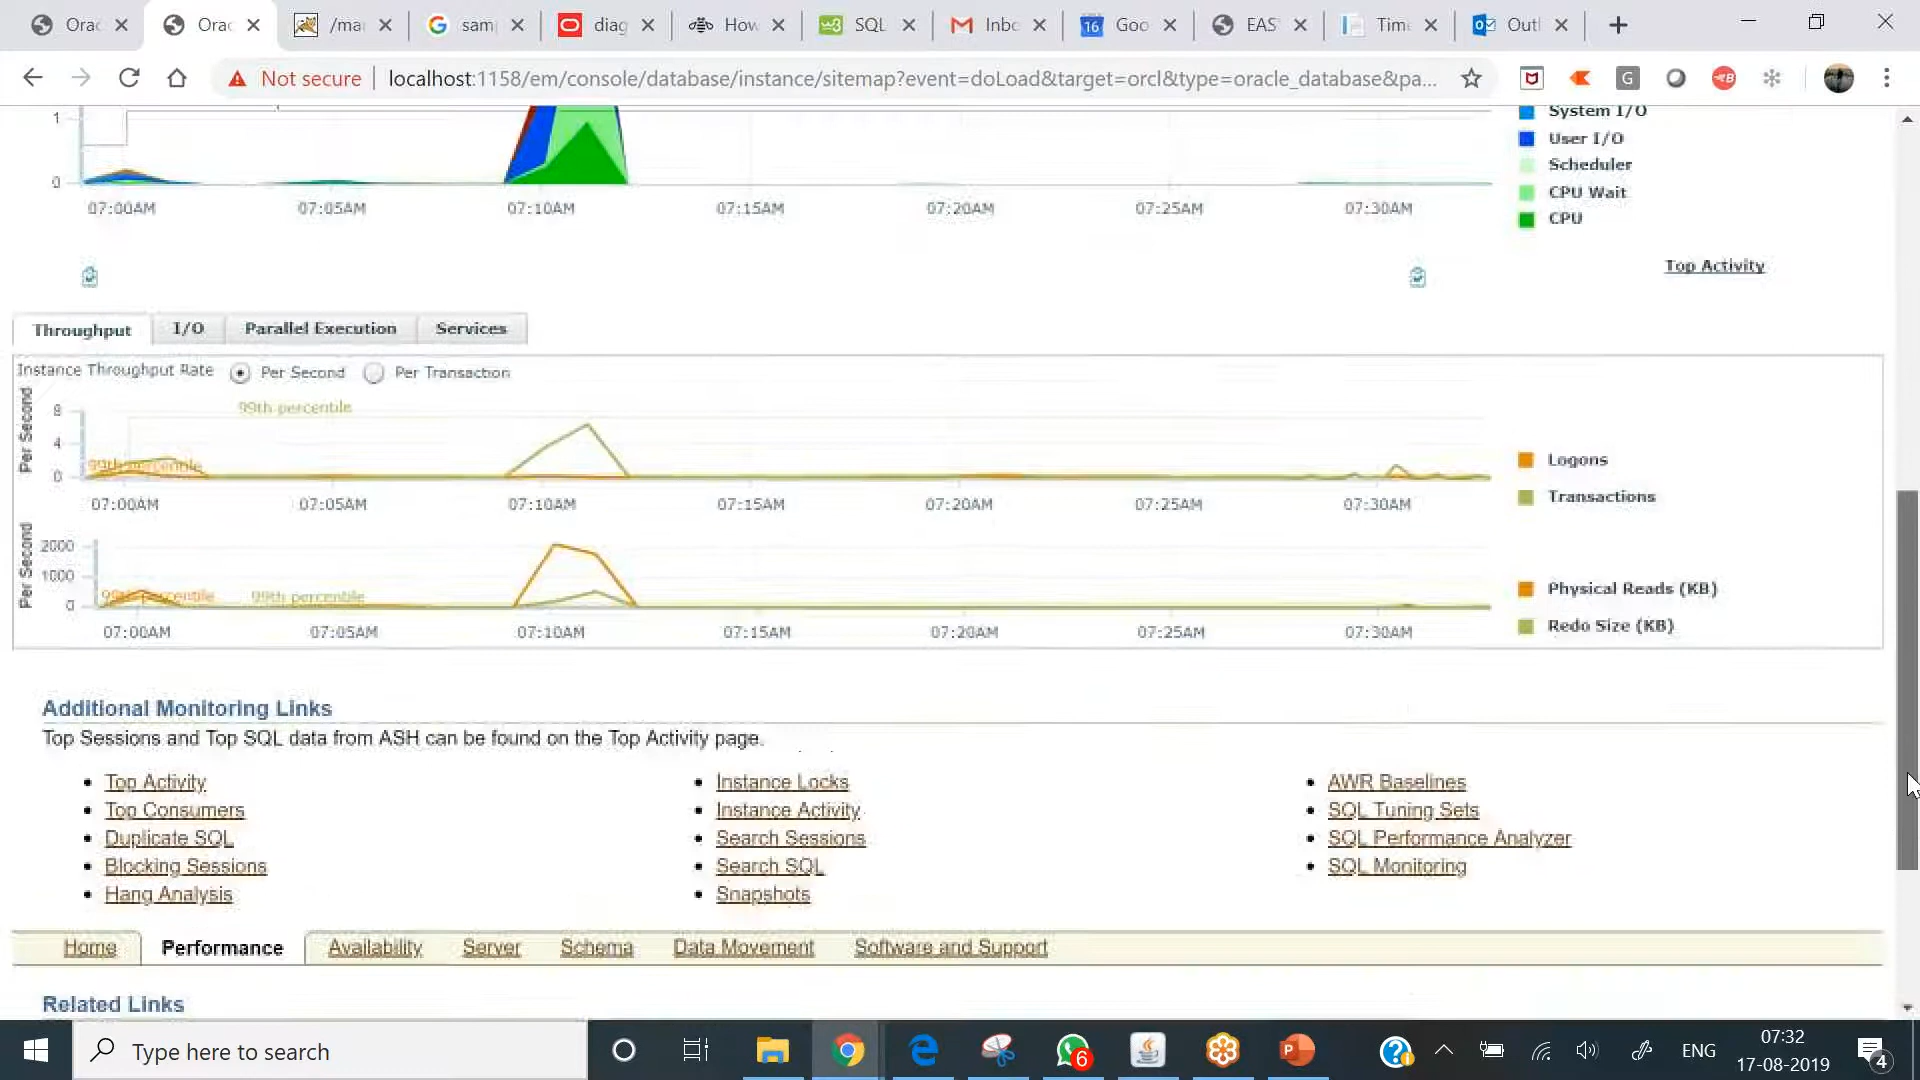 Orac
Orac
/mar
sam
diag
How
SQL
Inbo
Goo
EAS
Time
Outl
Not secure
localhost:1158/em/console/database/instance/sitemap?event=doLoad&target=orcl&type=oracle_database&pa...
1
0
07:00AM 07:05AM 07:10AM 07:15AM 07:20AM 07:25AM 07:30AM
System I/O
User I/O
Scheduler
CPU Wait
CPU
Top Activity
Throughput I/O Parallel Execution Services
Instance Throughput Rate Per Second Per Transaction
Per Second
8
4
0
99th percentile
99th percentile
07:00AM 07:05AM 07:10AM 07:15AM 07:20AM 07:25AM 07:30AM
Logons
Transactions
Per Second
2000
1000
0
99th percentile 99th percentile
07:00AM 07:05AM 07:10AM 07:15AM 07:20AM 07:25AM 07:30AM
Physical Reads (KB)
Redo Size (KB)
Additional Monitoring Links
Top Sessions and Top SQL data from ASH can be found on the Top Activity page.
Top Activity
Top Consumers
Duplicate SQL
Blocking Sessions
Hang Analysis
Instance Locks
Instance Activity
Search Sessions
Search SQL
Snapshots
AWR Baselines
SQL Tuning Sets
SQL Performance Analyzer
SQL Monitoring
Home Performance Availability Server Schema Data Movement Software and Support
Related Links
Type here to search
6
ENG
07:32
17-08-2019
4